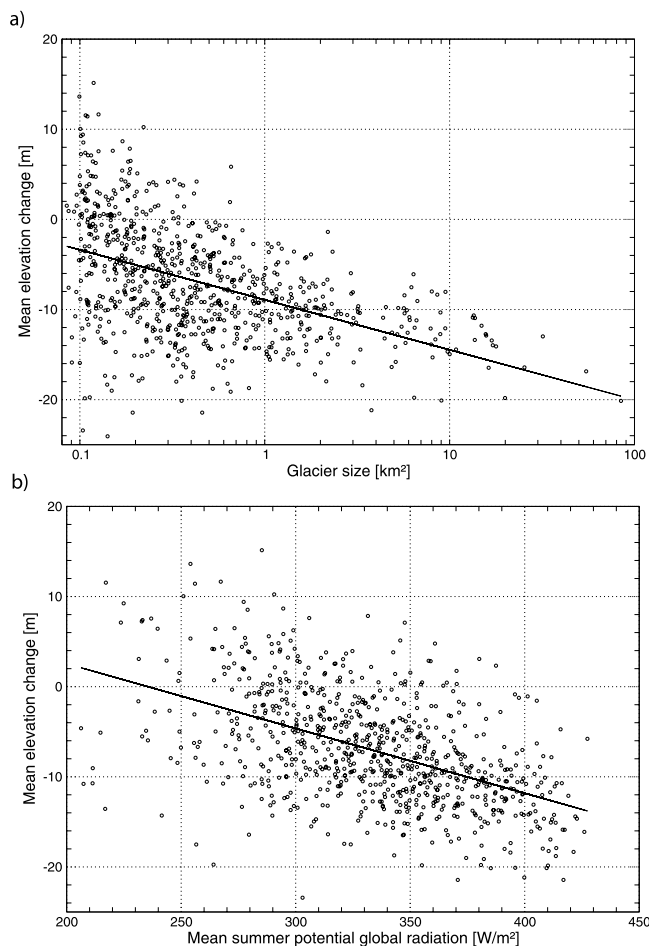 a)
20
10
0
-10
-20
Mean elevation change [m]
0.1 1 10 100
Glacier size [km²]
b)
20
10
0
-10
-20
Mean elevation change [m]
200 250 300 350 400 450
Mean summer potential global radiation [W/m²]